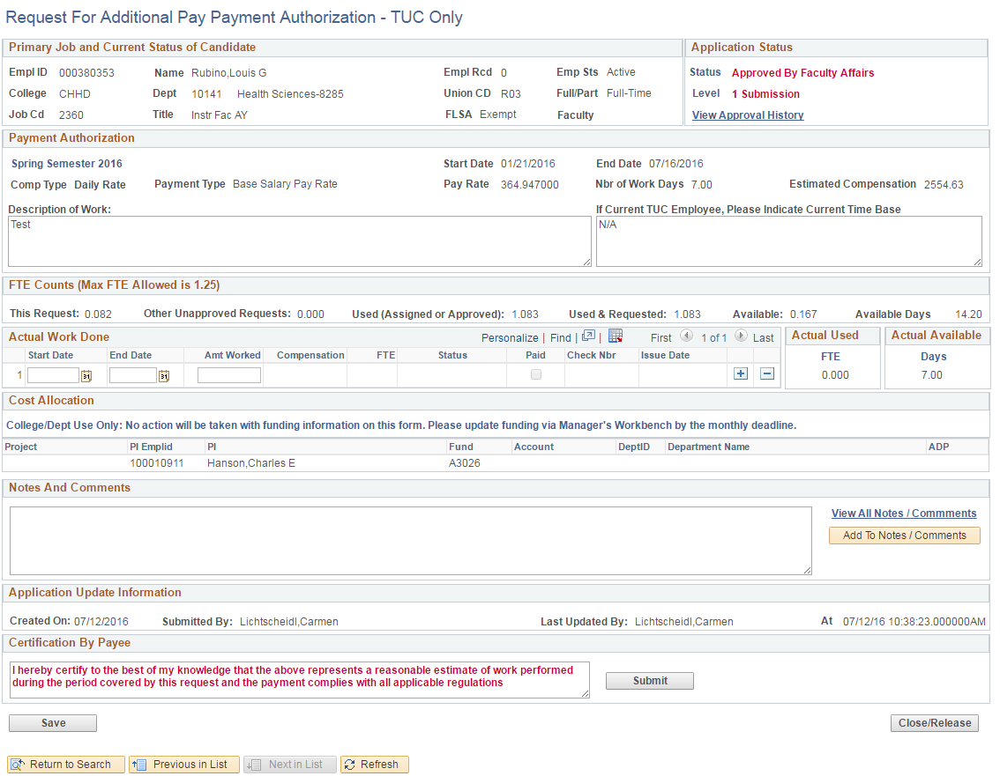 Request For Additional Pay Payment Authorization - TUC Only
Primary Job and Current Status of Candidate
Application Status
Empl ID 000380353 Name Rubino,Louis G Empl Rcd 0 Emp Sts Active
Status Approved By Faculty Affairs
College CHHD Dept 10141 Health Sciences-8285 Union CD R03 Full/Part Full-Time
Level 1 Submission
Job Cd 2360 Title Instr Fac AY FLSA Exempt Faculty
View Approval History
Payment Authorization
Spring Semester 2016 Start Date 01/21/2016 End Date 07/16/2016
Comp Type Daily Rate Payment Type Base Salary Pay Rate Pay Rate 364.947000 Nbr of Work Days 7.00 Estimated Compensation 2554.63
Description of Work: If Current TUC Employee, Please Indicate Current Time Base
Test N/A
FTE Counts (Max FTE Allowed is 1.25)
This Request: 0.082 Other Unapproved Requests: 0.000 Used (Assigned or Approved): 1.083 Used & Requested: 1.083 Available: 0.167 Available Days 14.20
Actual Work Done Personalize | Find | | First 1 of 1 Last Actual Used Actual Available
Start Date End Date Amt Worked Compensation FTE Status Paid Check Nbr Issue Date FTE Days
1 31 31 0.000 7.00
Cost Allocation
College/Dept Use Only: No action will be taken with funding information on this form. Please update funding via Manager's Workbench by the monthly deadline.
Project PI Emplid PI Fund Account DeptID Department Name ADP
100010911 Hanson,Charles E A3026
Notes And Comments
View All Notes / Commments
Add To Notes / Comments
Application Update Information
Created On: 07/12/2016 Submitted By: Lichtscheidl,Carmen Last Updated By: Lichtscheidl,Carmen At 07/12/16 10:38:23.000000AM
Certification By Payee
I hereby certify to the best of my knowledge that the above represents a reasonable estimate of work performed
during the period covered by this request and the payment complies with all applicable regulations
Submit
Save Close/Release
Return to Search Previous in List Next in List Refresh